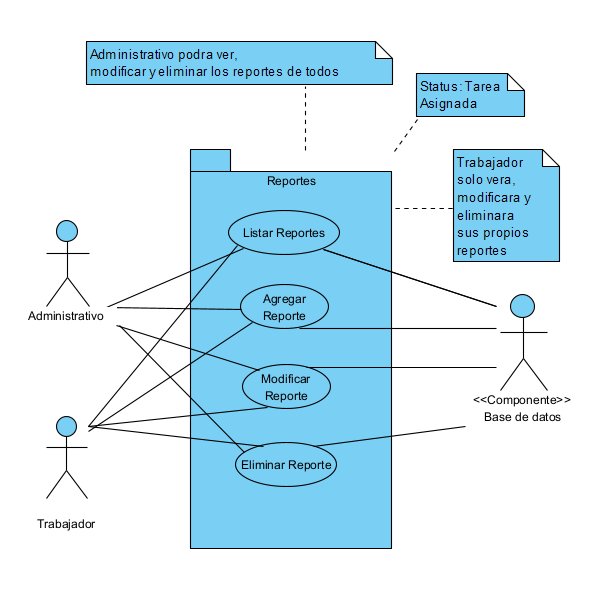 Administrativo podra ver,
modificar y eliminar los reportes de todos
Status: Tarea
Asignada
Trabajador
solo vera,
modificara y
eliminara
sus propios
reportes
Reportes
Listar Reportes
Agregar
Reporte
Modificar
Reporte
Eliminar Reporte
Administrativo
Trabajador
<<Componente>>
Base de datos